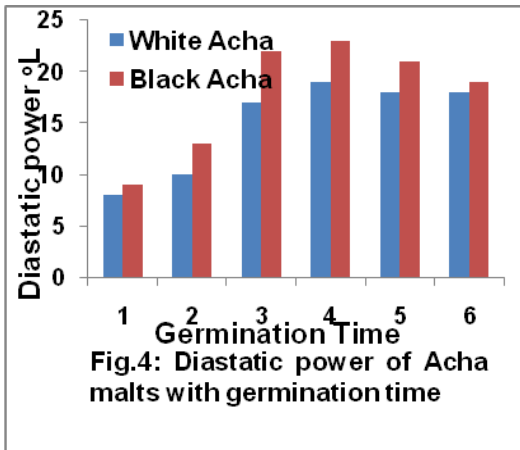 Diastatic power ᵒL
25
20
15
10
5
0
White Acha
Black Acha
1 2 3 4 5 6
Germination Time
Fig.4: Diastatic power of Acha
malts with germination time